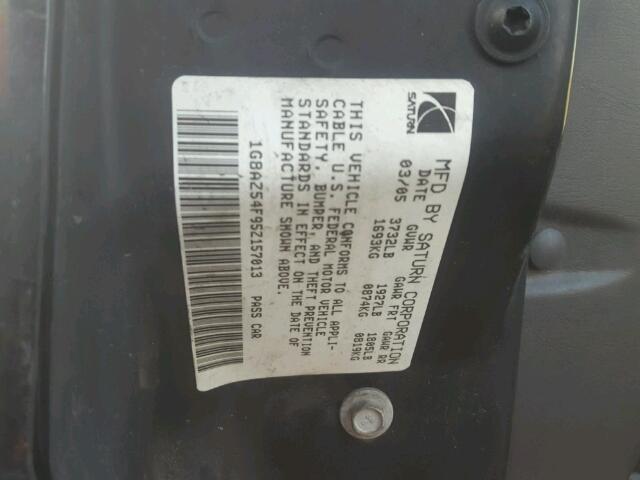 SATURN
MFD BY SATURN CORPORATION
DATE GVWR GAWR FRT GAWR RR
03/05 3732LB 1927LB 1805LB
1693KG 0874KG 0819KG
THIS VEHICLE CONFORMS TO ALL APPLI-
CABLE U.S. FEDERAL MOTOR VEHICLE
SAFETY, BUMPER, AND THEFT PREVENTION
STANDARDS IN EFFECT ON THE DATE OF
MANUFACTURE SHOWN ABOVE.
1G8AZ54F95Z157013 PASS CAR